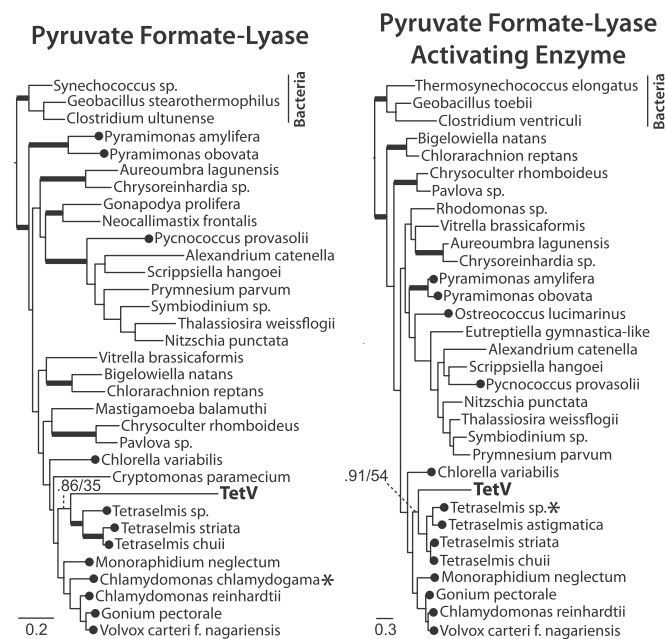 Pyruvate Formate-Lyase
Synechococcus sp.
Geobacillus stearothermophilus
Clostridium ultunense
Bacteria
Pyramimonas amylifera
Pyramimonas obovata
Aureoumbra lagunensis
Chrysoreinhardia sp.
Gonapodya prolifera
Neocallimastix frontalis
Pycnococcus provasolii
Alexandrium catenella
Scrippsiella hangoei
Prymnesium parvum
Symbiodinium sp.
Thalassiosira weissflogii
Nitzschia punctata
Vitrella brassicaformis
Bigelowiella natans
Chlorarachnion reptans
Mastigamoeba balamuthi
Chrysoculter rhomboideus
Pavlova sp.
Chlorella variabilis
Cryptomonas paramecium
.86/35
TetV
Tetraselmis sp.
Tetraselmis striata
Tetraselmis chuii
Monoraphidium neglectum
Chlamydomonas chlamydogama*
Chlamydomonas reinhardtii
Gonium pectorale
Volvox carteri f. nagariensis
0.2
Pyruvate Formate-Lyase
Activating Enzyme
Thermosynechococcus elongatus
Geobacillus toebii
Clostridium ventriculi
Bacteria
Bigelowiella natans
Chlorarachnion reptans
Chrysoculter rhomboideus
Pavlova sp.
Rhodomonas sp.
Vitrella brassicaformis
Aureoumbra lagunensis
Chrysoreinhardia sp.
Pyramimonas amylifera
Pyramimonas obovata
Ostreococcus lucimarinus
Eutreptiella gymnastica-like
Alexandrium catenella
Scrippsiella hangoei
Pycnococcus provasolii
Nitzschia punctata
Thalassiosira weissflogii
Symbiodinium sp.
Prymnesium parvum
Chlorella variabilis
.91/54
TetV
Tetraselmis sp.*
Tetraselmis astigmatica
Tetraselmis striata
Tetraselmis chuii
Monoraphidium neglectum
Gonium pectorale
Chlamydomonas reinhardtii
Volvox carteri f. nagariensis
0.3